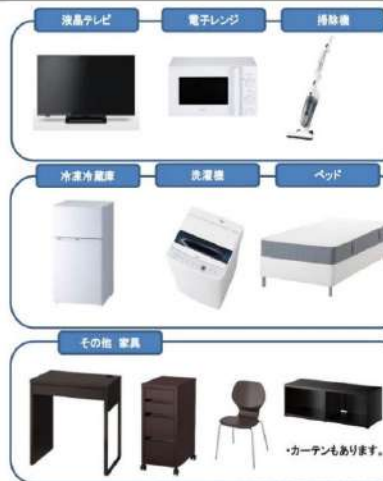 液晶テレビ
電子レンジ
掃除機
冷凍冷蔵庫
洗濯機
ベッド
その他 家具
・カーテンもあります。